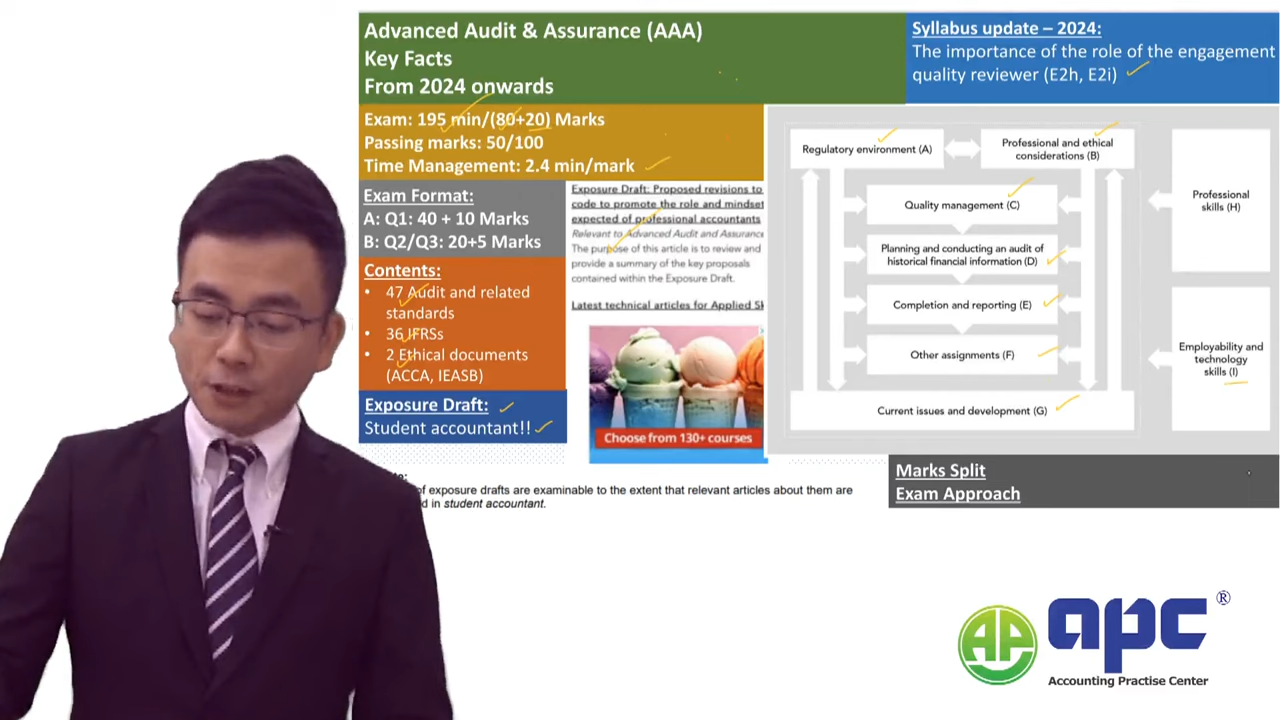 Advanced Audit & Assurance (AAA)
Key Facts
From 2024 onwards
Syllabus update – 2024:
The importance of the role of the engagement
quality reviewer (E2h, E2i)
Exam: 195 min/(80+20) Marks
Passing marks: 50/100
Time Management: 2.4 min/mark
Exam Format:
A: Q1: 40 + 10 Marks
B: Q2/Q3: 20+5 Marks
Contents:
• 47 Audit and related
standards
• 36 IFRSs
• 2 Ethical documents
(ACCA, IEASB)
Exposure Draft:
Student accountant!!
Exposure Draft: Proposed revisions to
code to promote the role and mindset
expected of professional accountants
Relevant to Advanced Audit and Assurance
The purpose of this article is to review and
provide a summary of the key proposals
contained within the Exposure Draft.
Latest technical articles for Applied Sk
Choose from 130+ courses
Regulatory environment (A)
Professional and ethical
considerations (B)
Quality management (C)
Planning and conducting an audit of
historical financial information (D)
Completion and reporting (E)
Other assignments (F)
Current issues and development (G)
Professional
skills (H)
Employability and
technology
skills (I)
Marks Split
Exam Approach
of exposure drafts are examinable to the extent that relevant articles about them are
in student accountant.
AP
apc ®
Accounting Practise Center